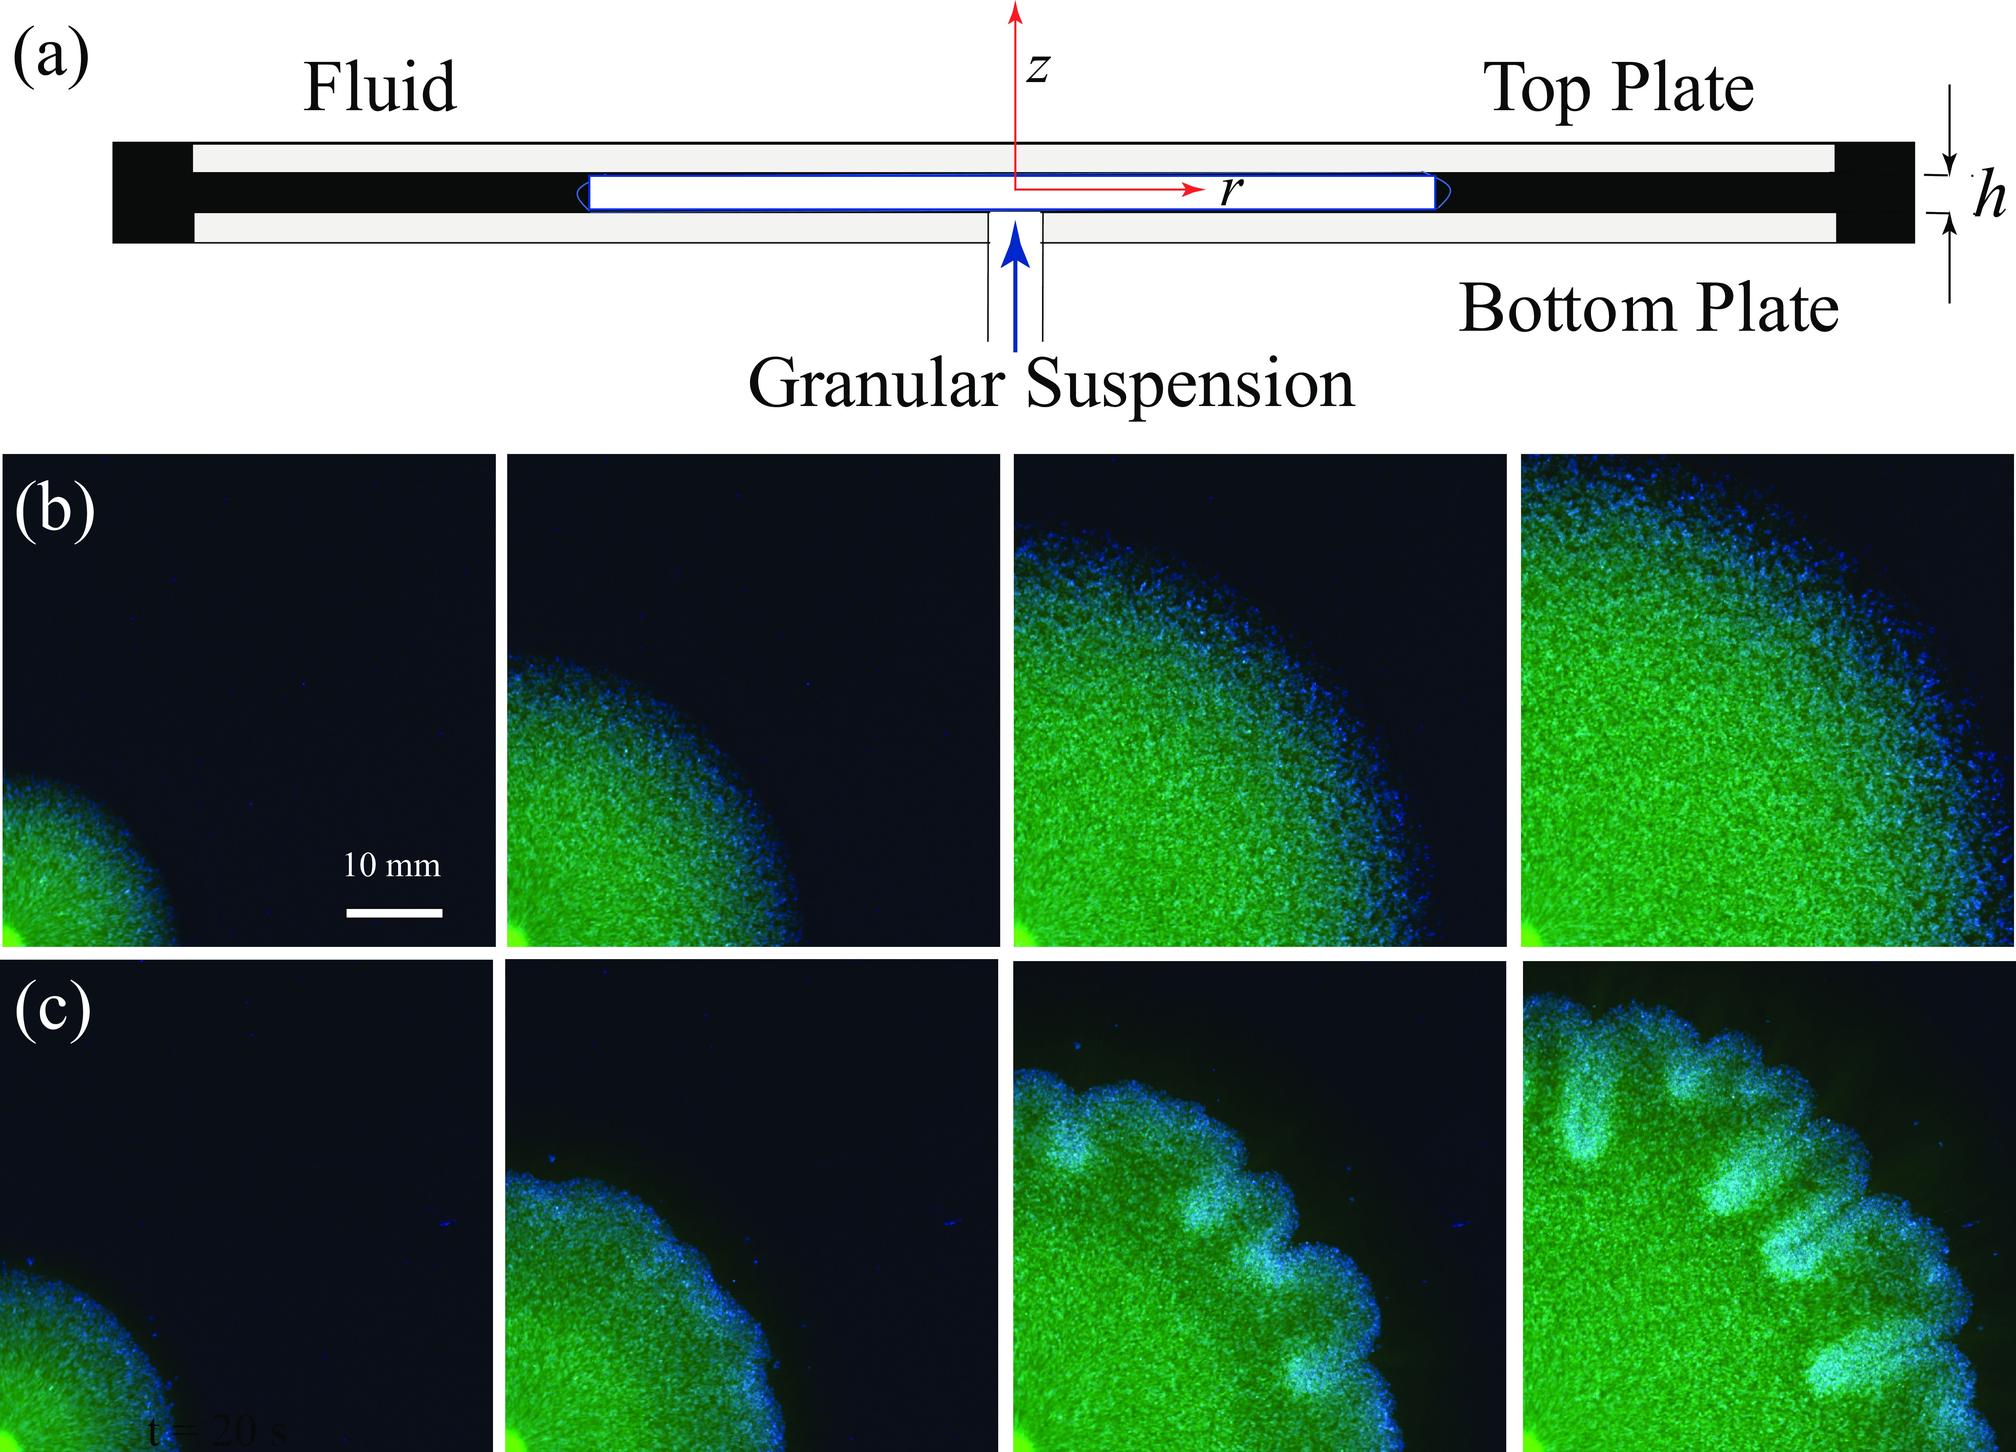 (a)
Fluid
z
Top Plate
r
h
Bottom Plate
Granular Suspension
(b)
10 mm
(c)
t = 20 s